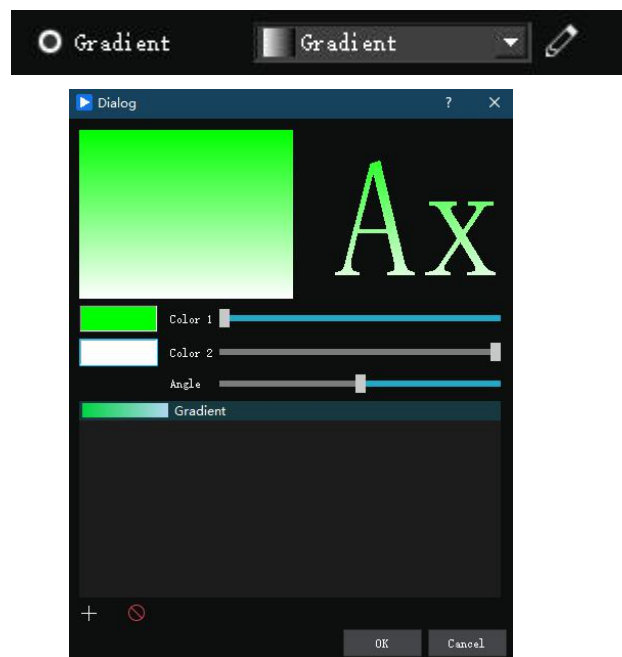 Gradient Gradient
Dialog ? ×
Ax
Color 1
Color 2
Angle
Gradient
OK Cancel